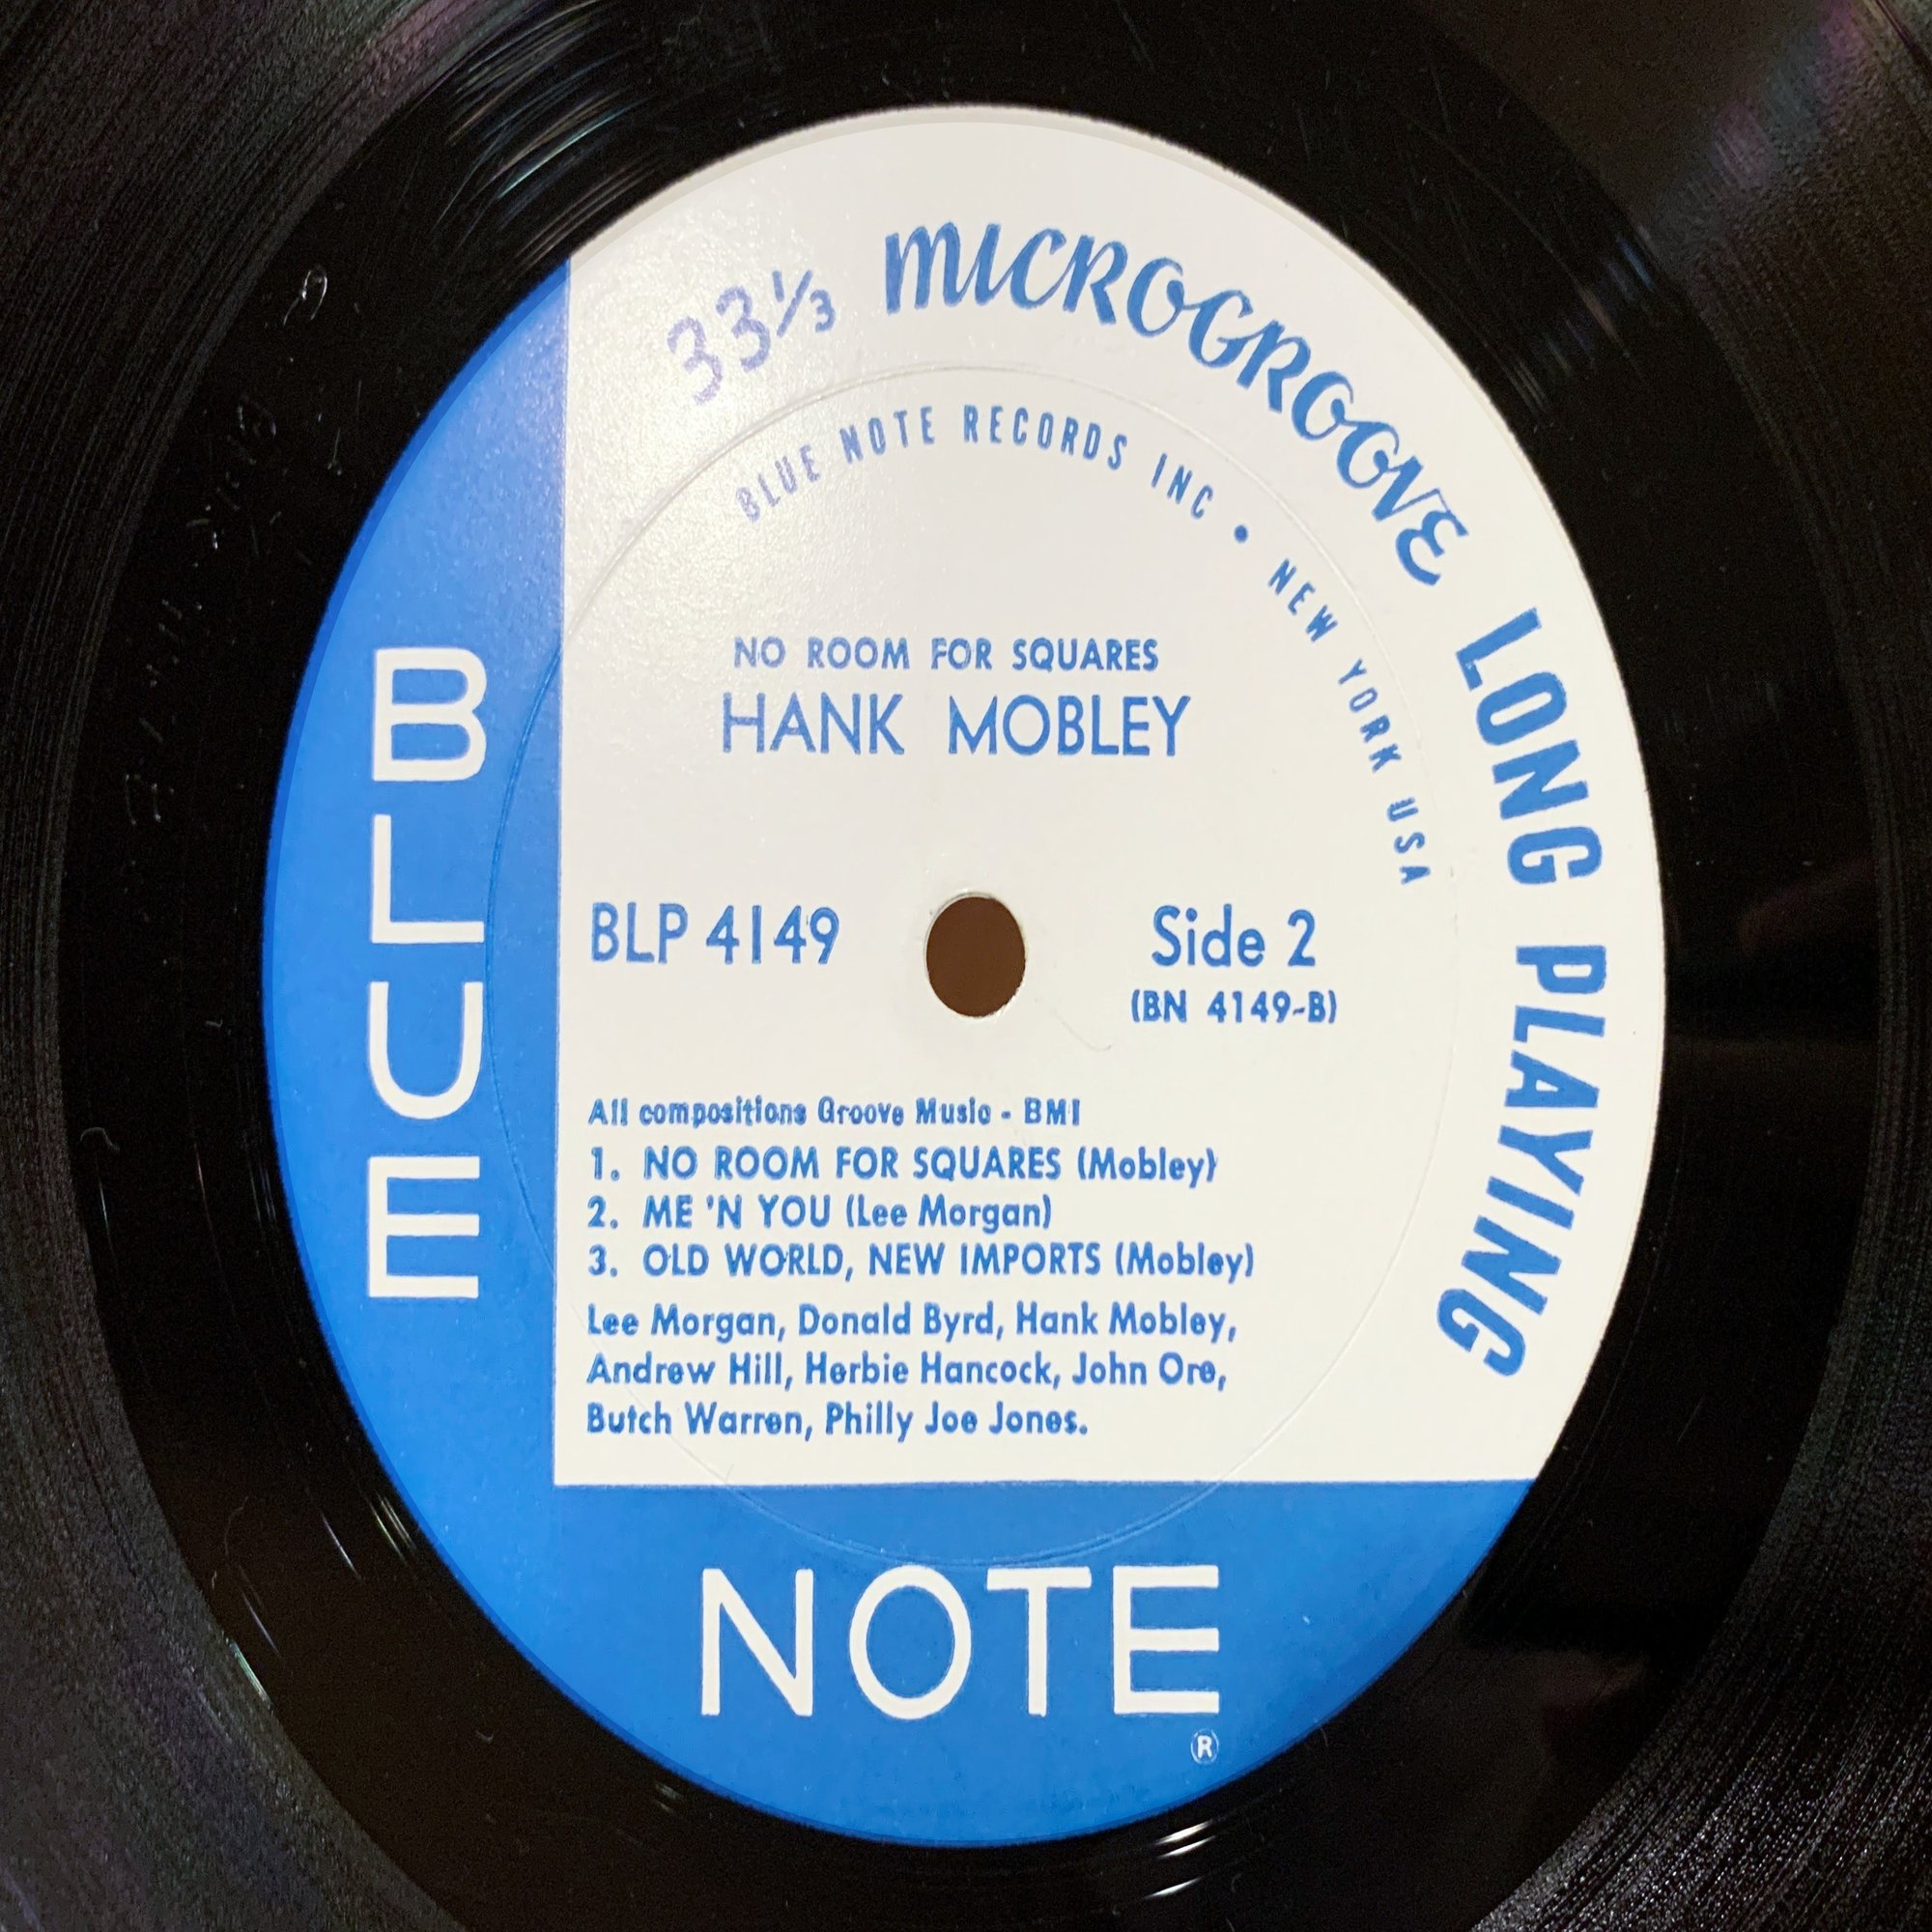 33⅓ MICROGROOVE LONG PLAYING
BLUE NOTE RECORDS INC • NEW YORK USA
NO ROOM FOR SQUARES
HANK MOBLEY
BLP 4149
Side 2
(BN 4149-B)
All compositions Groove Music - BMI
1. NO ROOM FOR SQUARES (Mobley)
2. ME 'N YOU (Lee Morgan)
3. OLD WORLD, NEW IMPORTS (Mobley)
Lee Morgan, Donald Byrd, Hank Mobley,
Andrew Hill, Herbie Hancock, John Ore,
Butch Warren, Philly Joe Jones.
BLUE
NOTE
®